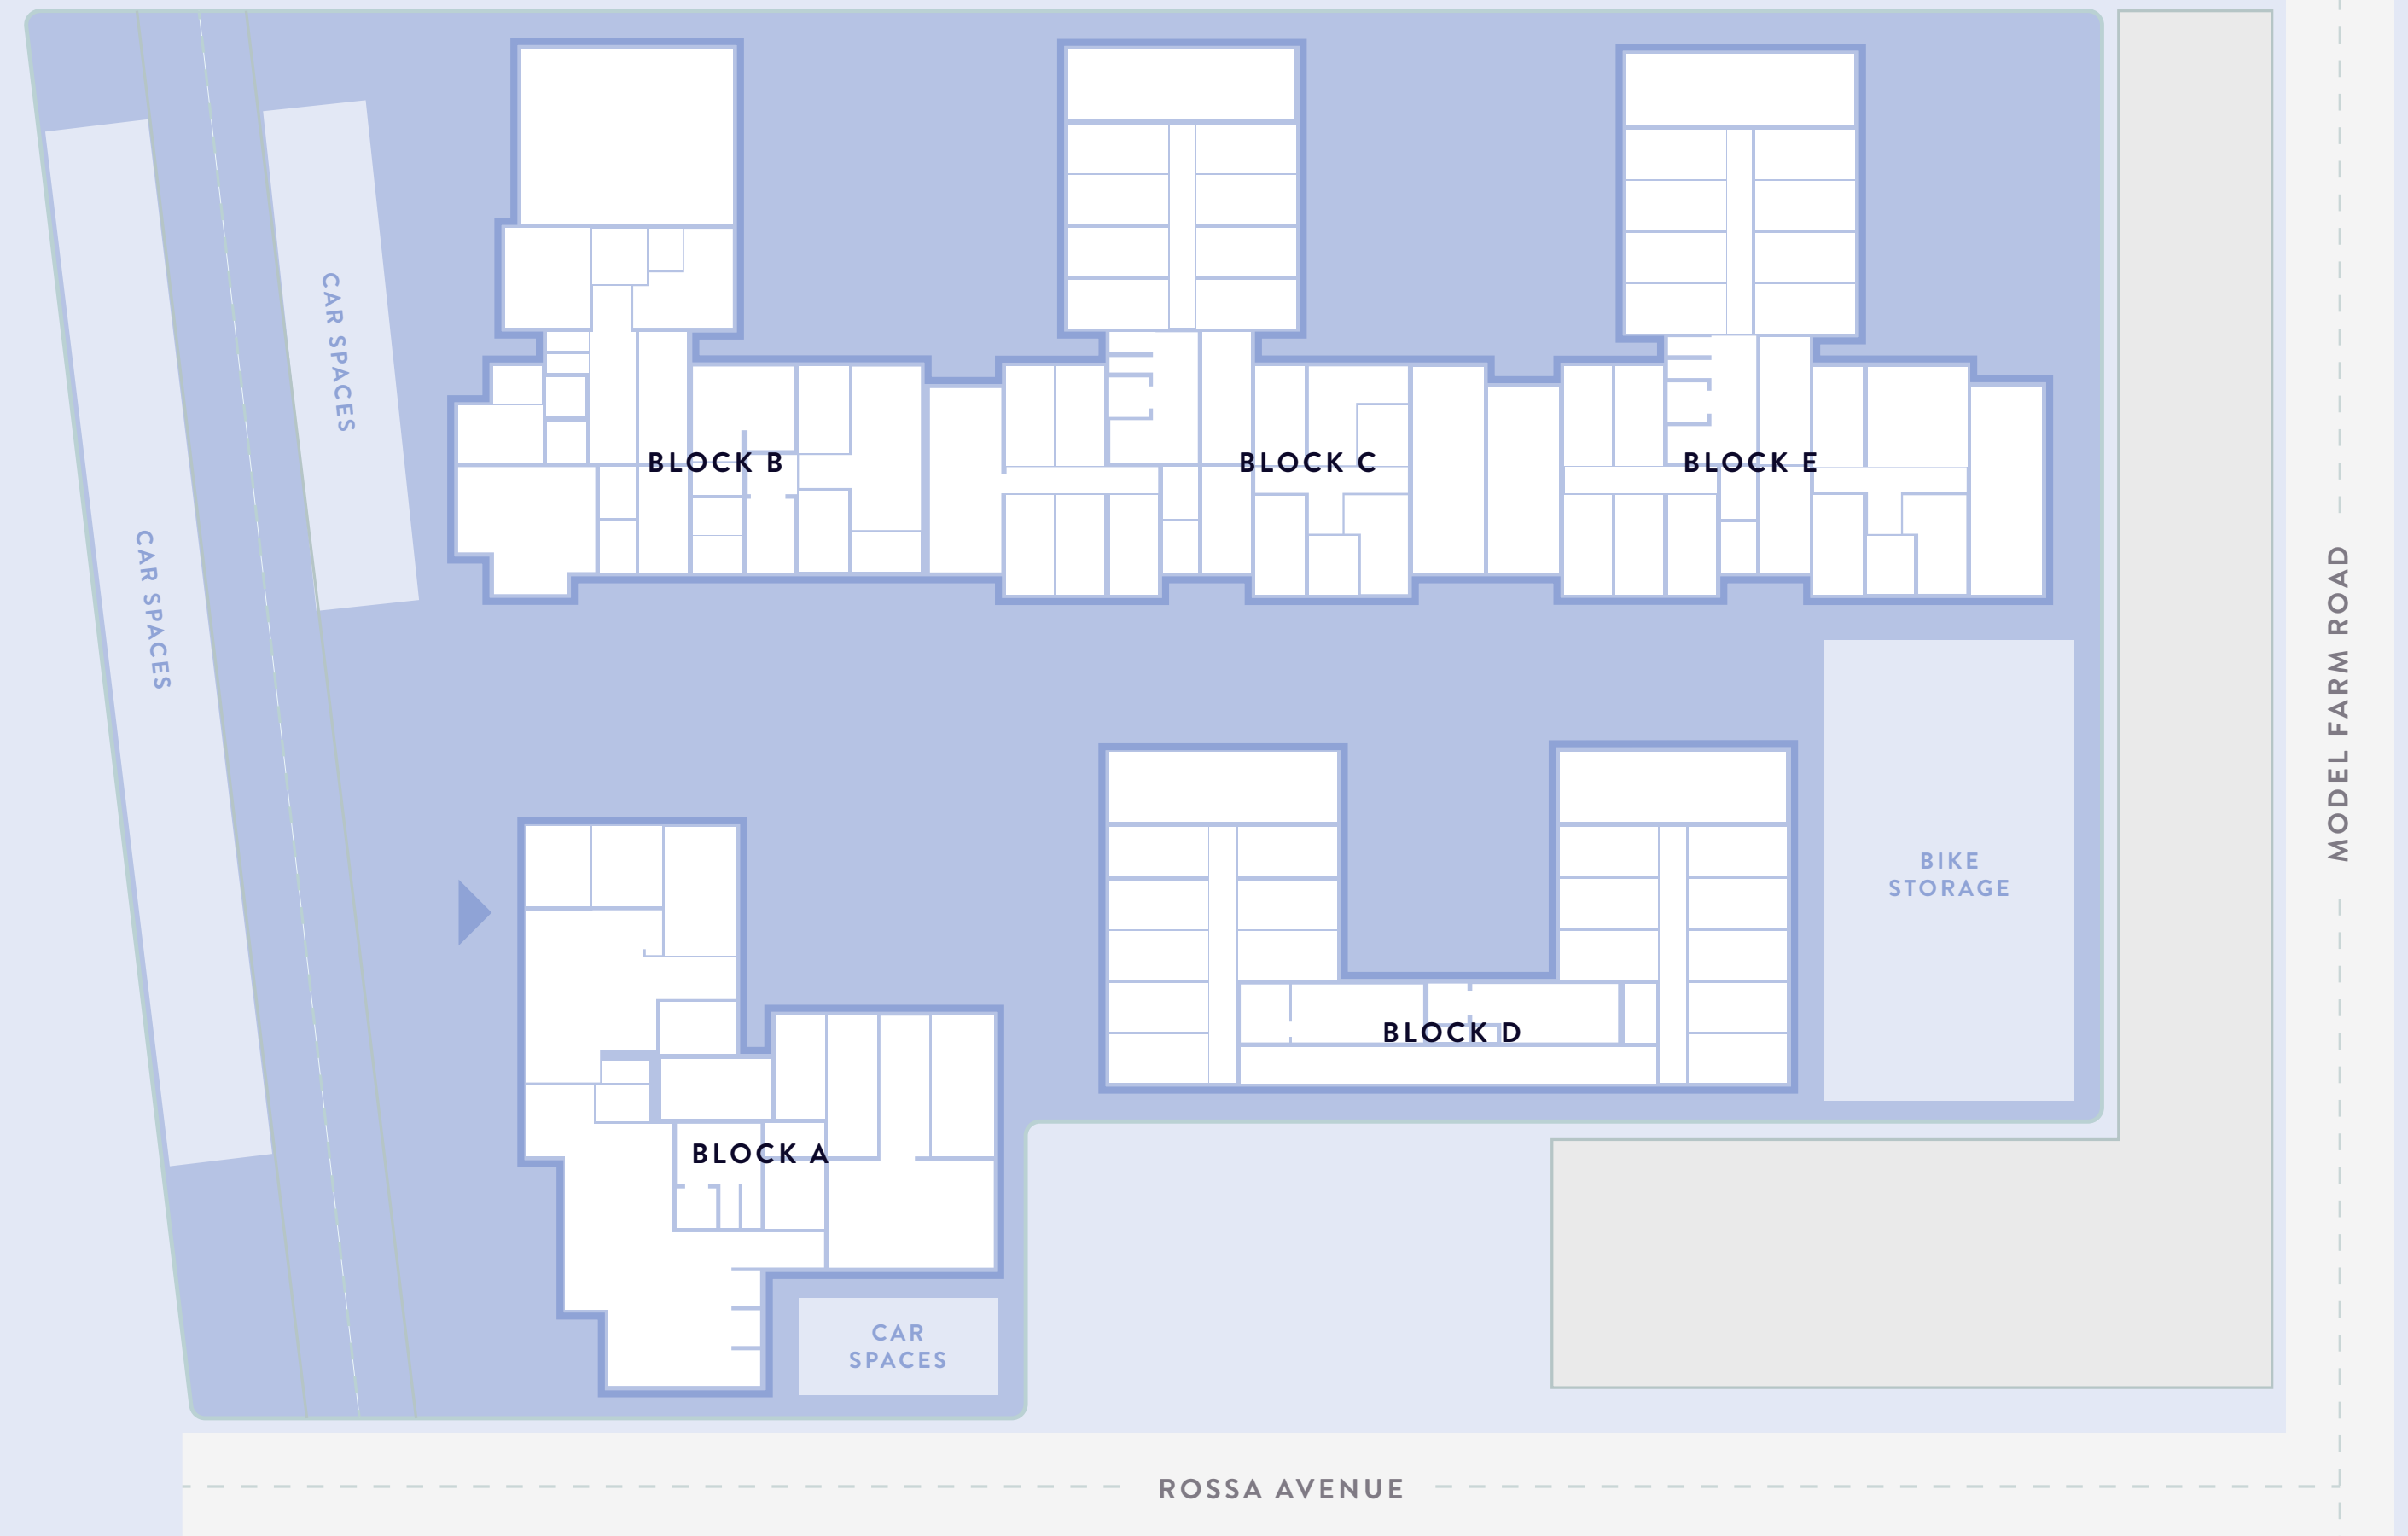 CAR SPACES
CAR SPACES
BLOCK B
BLOCK C
BLOCK E
MODEL FARM ROAD
BIKE
STORAGE
BLOCK D
BLOCK A
CAR
SPACES
ROSSA AVENUE